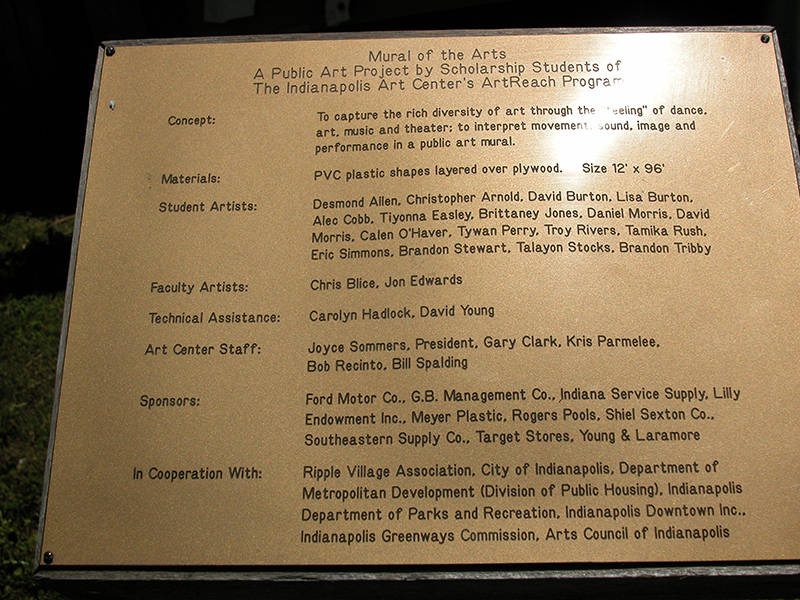 Mural of the Arts
A Public Art Project by Scholarship Students of
The Indianapolis Art Center's ArtReach Program
Concept: To capture the rich diversity of art through the "feeling" of dance,
art, music and theater; to interpret movement, sound, image and
performance in a public art mural.
Materials: PVC plastic shapes layered over plywood. Size 12' x 96'
Student Artists: Desmond Allen, Christopher Arnold, David Burton, Lisa Burton,
Alec Cobb, Tiyonna Easley, Brittaney Jones, Daniel Morris, David
Morris, Calen O'Haver, Tywan Perry, Troy Rivers, Tamika Rush,
Eric Simmons, Brandon Stewart, Talayon Stocks, Brandon Tribby
Faculty Artists: Chris Blice, Jon Edwards
Technical Assistance: Carolyn Hadlock, David Young
Art Center Staff: Joyce Sommers, President, Gary Clark, Kris Parmelee,
Bob Recinto, Bill Spalding
Sponsors: Ford Motor Co., G.B. Management Co., Indiana Service Supply, Lilly
Endowment Inc., Meyer Plastic, Rogers Pools, Shiel Sexton Co.,
Southeastern Supply Co., Target Stores, Young & Laramore
In Cooperation With: Ripple Village Association, City of Indianapolis, Department of
Metropolitan Development (Division of Public Housing), Indianapolis
Department of Parks and Recreation, Indianapolis Downtown Inc.,
Indianapolis Greenways Commission, Arts Council of Indianapolis